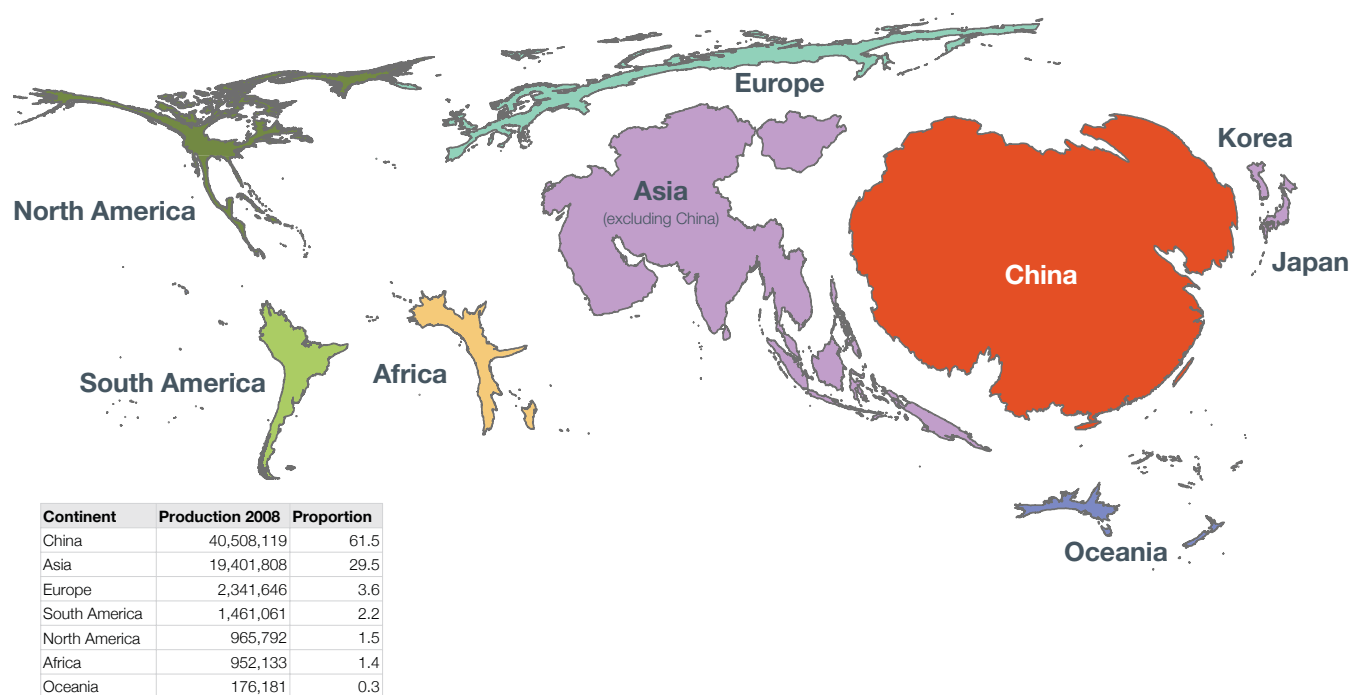 Europe
Korea
Asia
(excluding China)
North America
Japan
China
South America
Africa
Oceania
Continent Production 2008 Proportion
China 40,508,119 61.5
Asia 19,401,808 29.5
Europe 2,341,646 3.6
South America 1,461,061 2.2
North America 965,792 1.5
Africa 952,133 1.4
Oceania 176,181 0.3